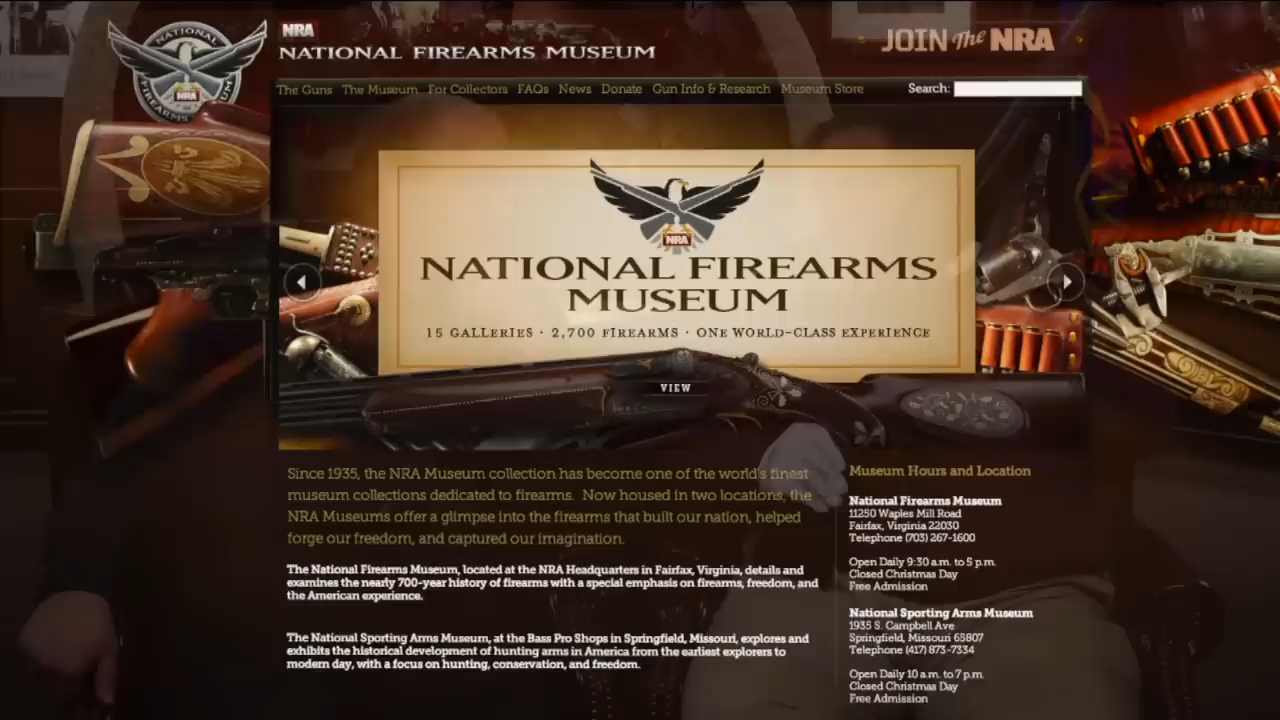 NATIONAL
FIREARMS
MUSEUM
NRA
NRA
NATIONAL FIREARMS MUSEUM
JOIN The NRA
The Guns The Museum For Collectors FAQs News Donate Gun Info & Research Museum Store
Search:
NRA
NATIONAL FIREARMS
MUSEUM
15 GALLERIES · 2,700 FIREARMS · ONE WORLD-CLASS EXPERIENCE
VIEW
Since 1935, the NRA Museum collection has become one of the world's finest
museum collections dedicated to firearms. Now housed in two locations, the
NRA Museums offer a glimpse into the firearms that built our nation, helped
forge our freedom, and captured our imagination.
The National Firearms Museum, located at the NRA Headquarters in Fairfax, Virginia, details and
examines the nearly 700-year history of firearms with a special emphasis on firearms, freedom, and
the American experience.
The National Sporting Arms Museum, at the Bass Pro Shops in Springfield, Missouri, explores and
exhibits the historical development of hunting arms in America from the earliest explorers to
modern day, with a focus on hunting, conservation, and freedom.
Museum Hours and Location
National Firearms Museum
11250 Waples Mill Road
Fairfax, Virginia 22030
Telephone (703) 267-1600
Open Daily 9:30 a.m. to 5 p.m.
Closed Christmas Day
Free Admission
National Sporting Arms Museum
1935 S. Campbell Ave
Springfield, Missouri 65807
Telephone (417) 873-7334
Open Daily 10 a.m. to 7 p.m.
Closed Christmas Day
Free Admission